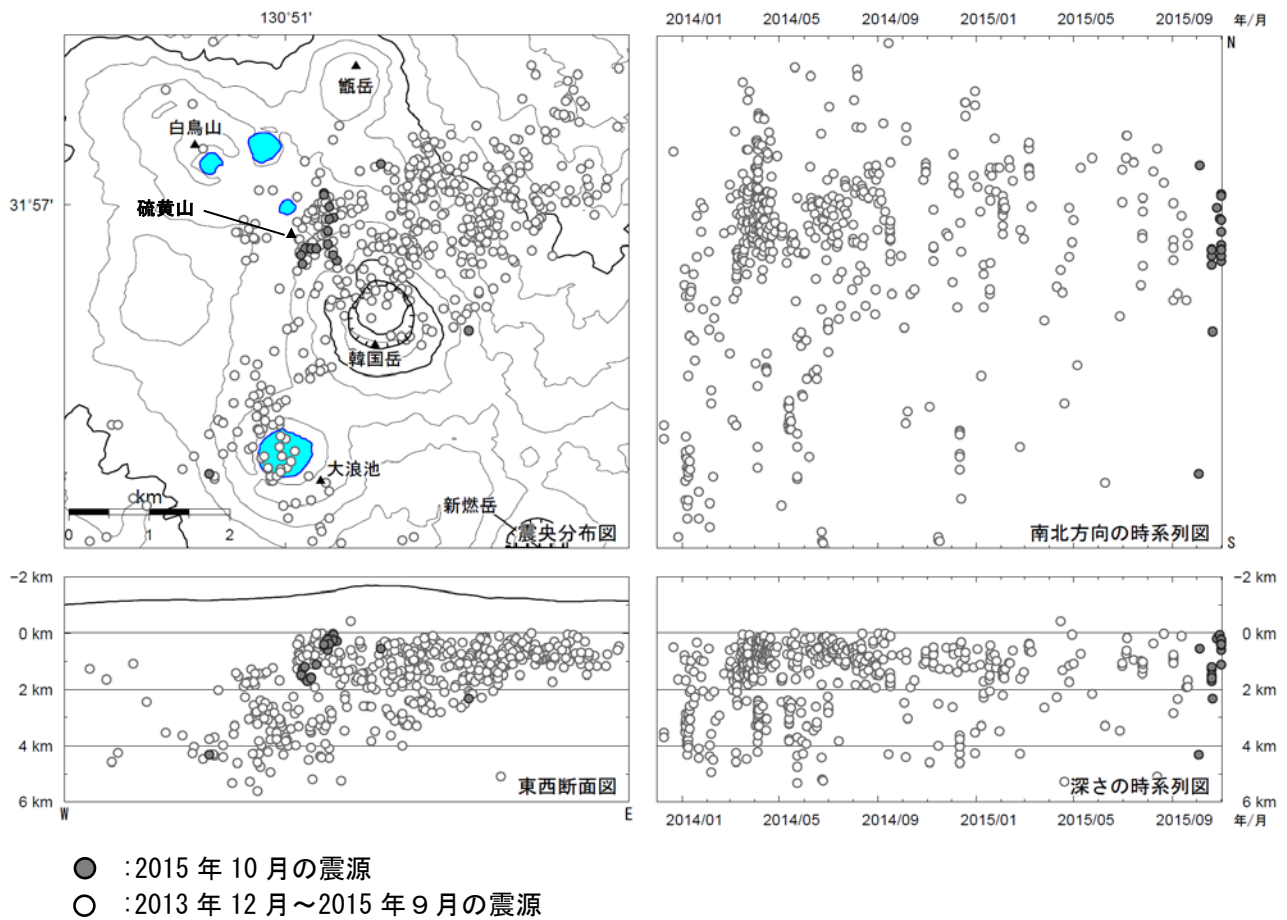 130°51'
2014/01 2014/05 2014/09 2015/01 2015/05 2015/09 年/月
N
甑岳
白鳥山
31°57'
硫黄山
韓国岳
大浪池
km
0 1 2
新燃岳
震央分布図
南北方向の時系列図
S
-2 km
0 km
2 km
4 km
6 km
東西断面図
W E
-2 km
0 km
2 km
4 km
6 km
深さの時系列図
2014/01 2014/05 2014/09 2015/01 2015/05 2015/09 年/月
:2015 年 10 月の震源
:2013 年 12 月～2015 年９月の震源